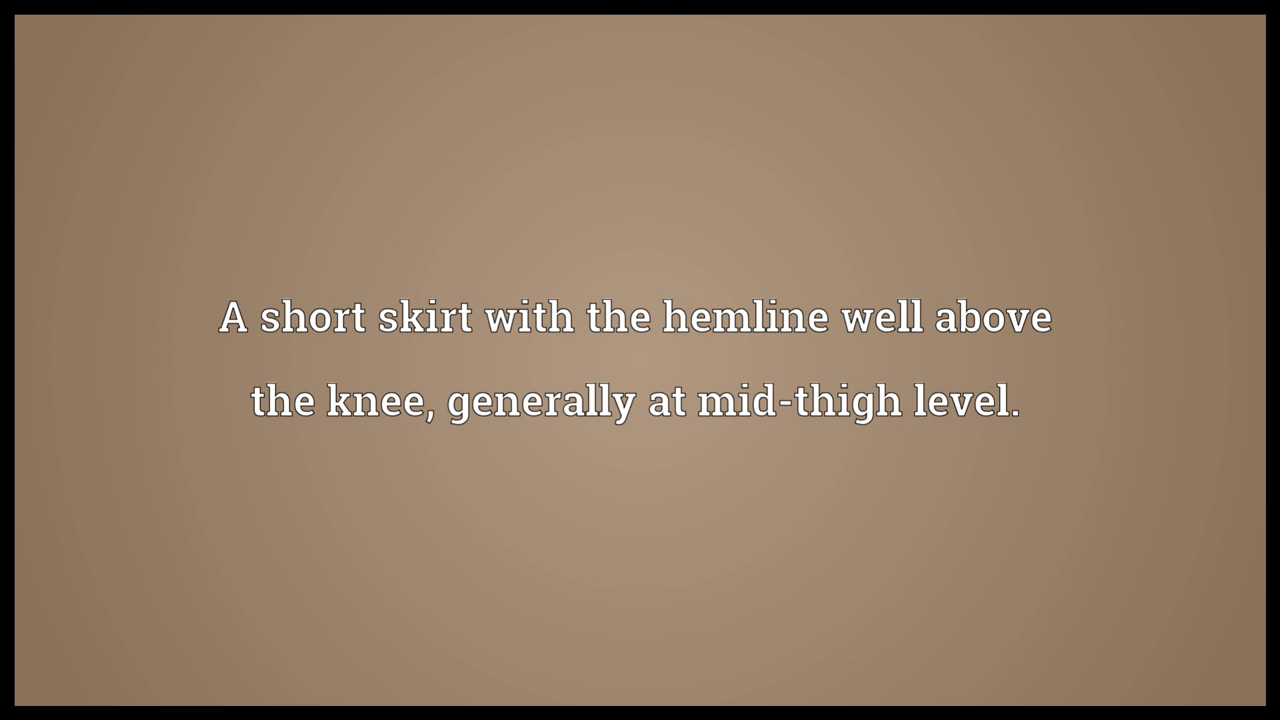 A short skirt with the hemline well above
the knee, generally at mid-thigh level.